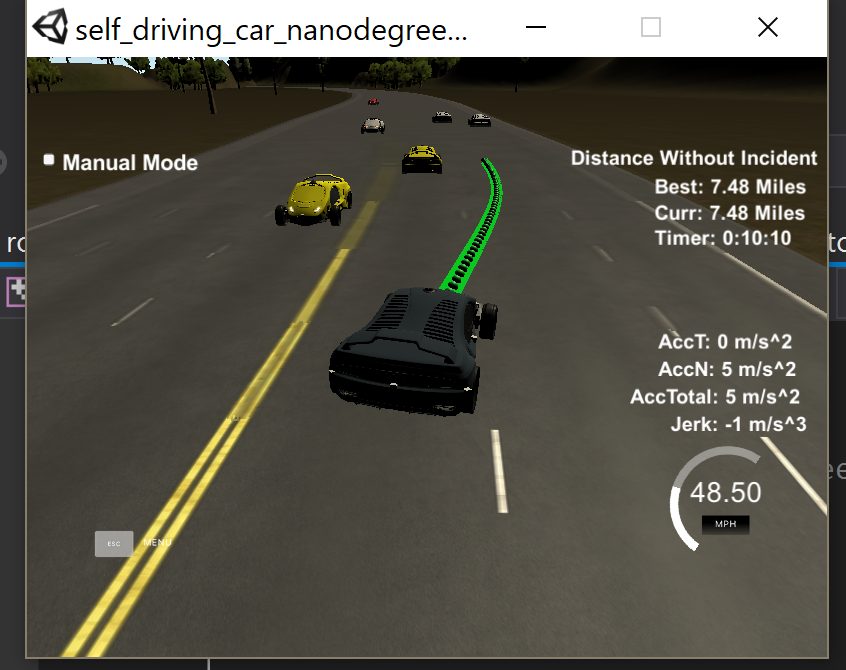 self_driving_car_nanodegree...
Manual Mode
Distance Without Incident
Best: 7.48 Miles
Curr: 7.48 Miles
Timer: 0:10:10
AccT: 0 m/s^2
AccN: 5 m/s^2
AccTotal: 5 m/s^2
Jerk: -1 m/s^3
48.50
MPH
ESC MENU